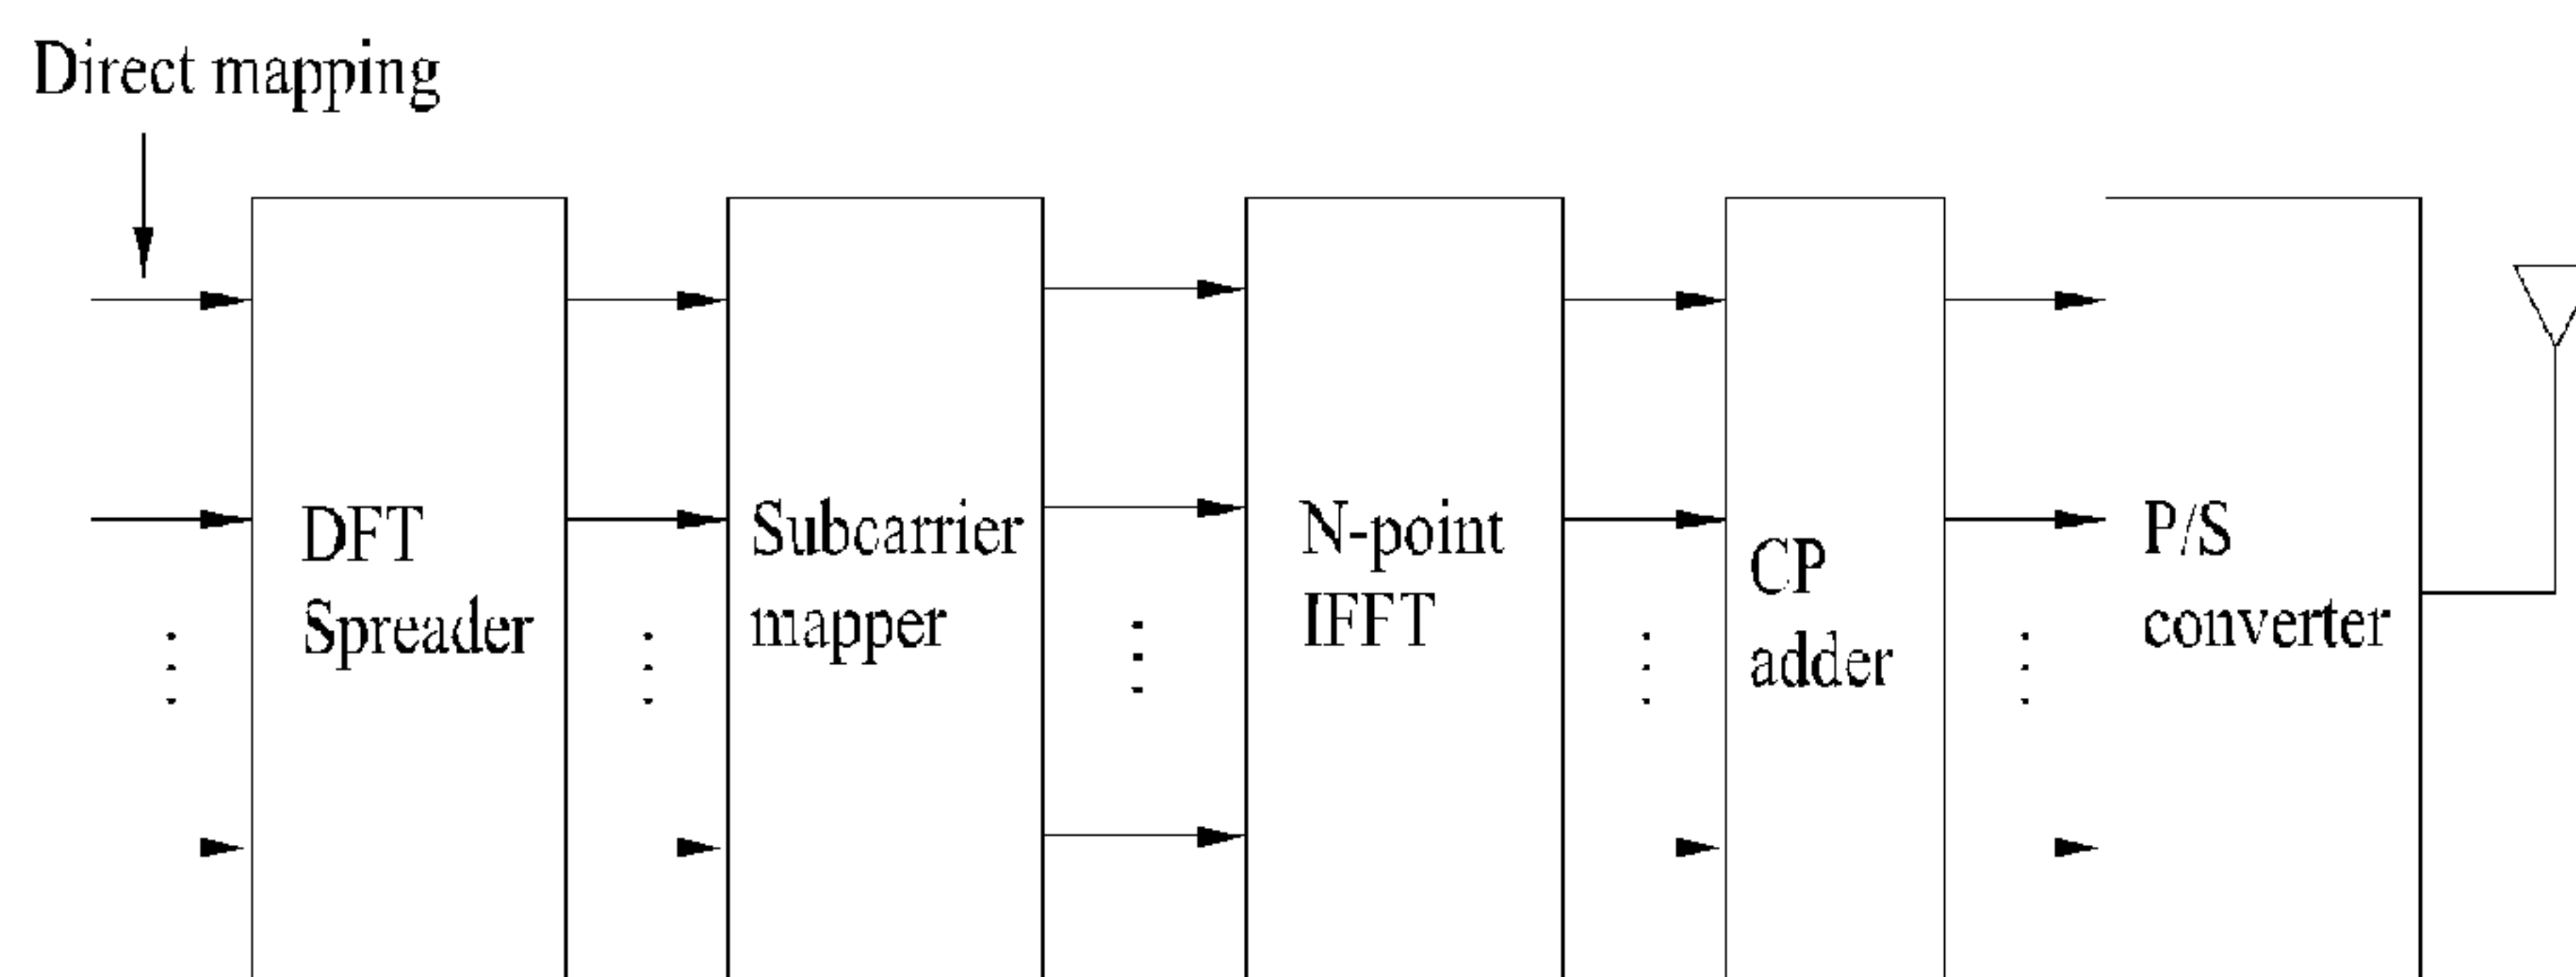 Direct mapping
DFT
Spreader
Subcarrier
mapper
N-point
IFFT
CP
adder
P/S
converter